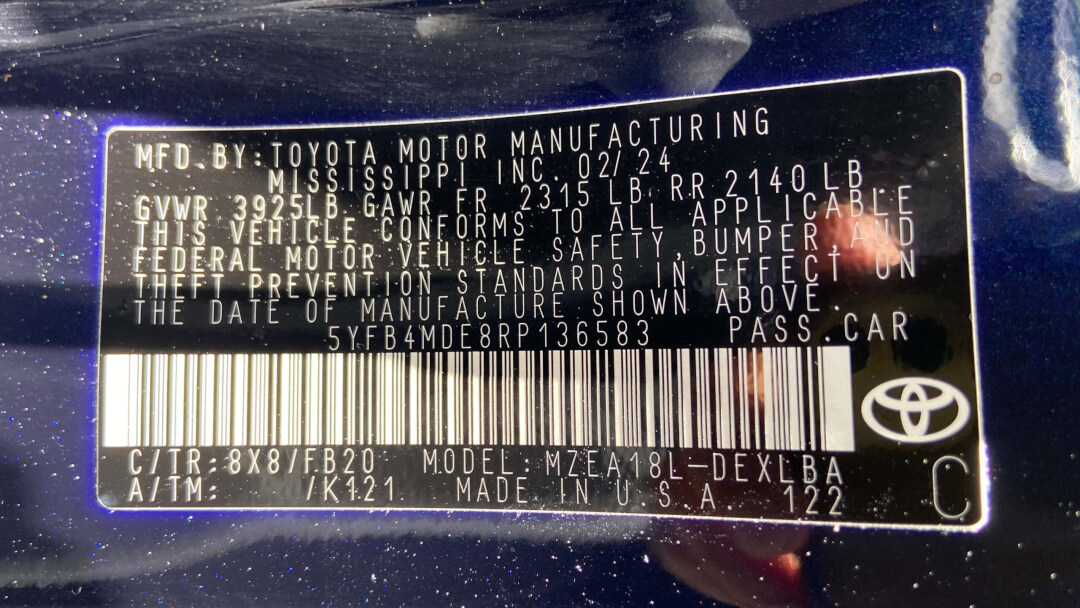 MFD. BY: TOYOTA MOTOR MANUFACTURING
MISSISSIPPI INC. 02/24
GVWR 3925LB GAWR FR 2315 LB RR 2140 LB
THIS VEHICLE CONFORMS TO ALL APPLICABLE
FEDERAL MOTOR VEHICLE SAFETY, BUMPER, AND
THEFT PREVENTION STANDARDS IN EFFECT ON
THE DATE OF MANUFACTURE SHOWN ABOVE.
5YFB4MDE8RP136583 PASS. CAR
C/TR: 8X8/FB20 MODEL: MZEA18L-DEXLBA
A/TM: /K121 MADE IN U.S.A. 122
C